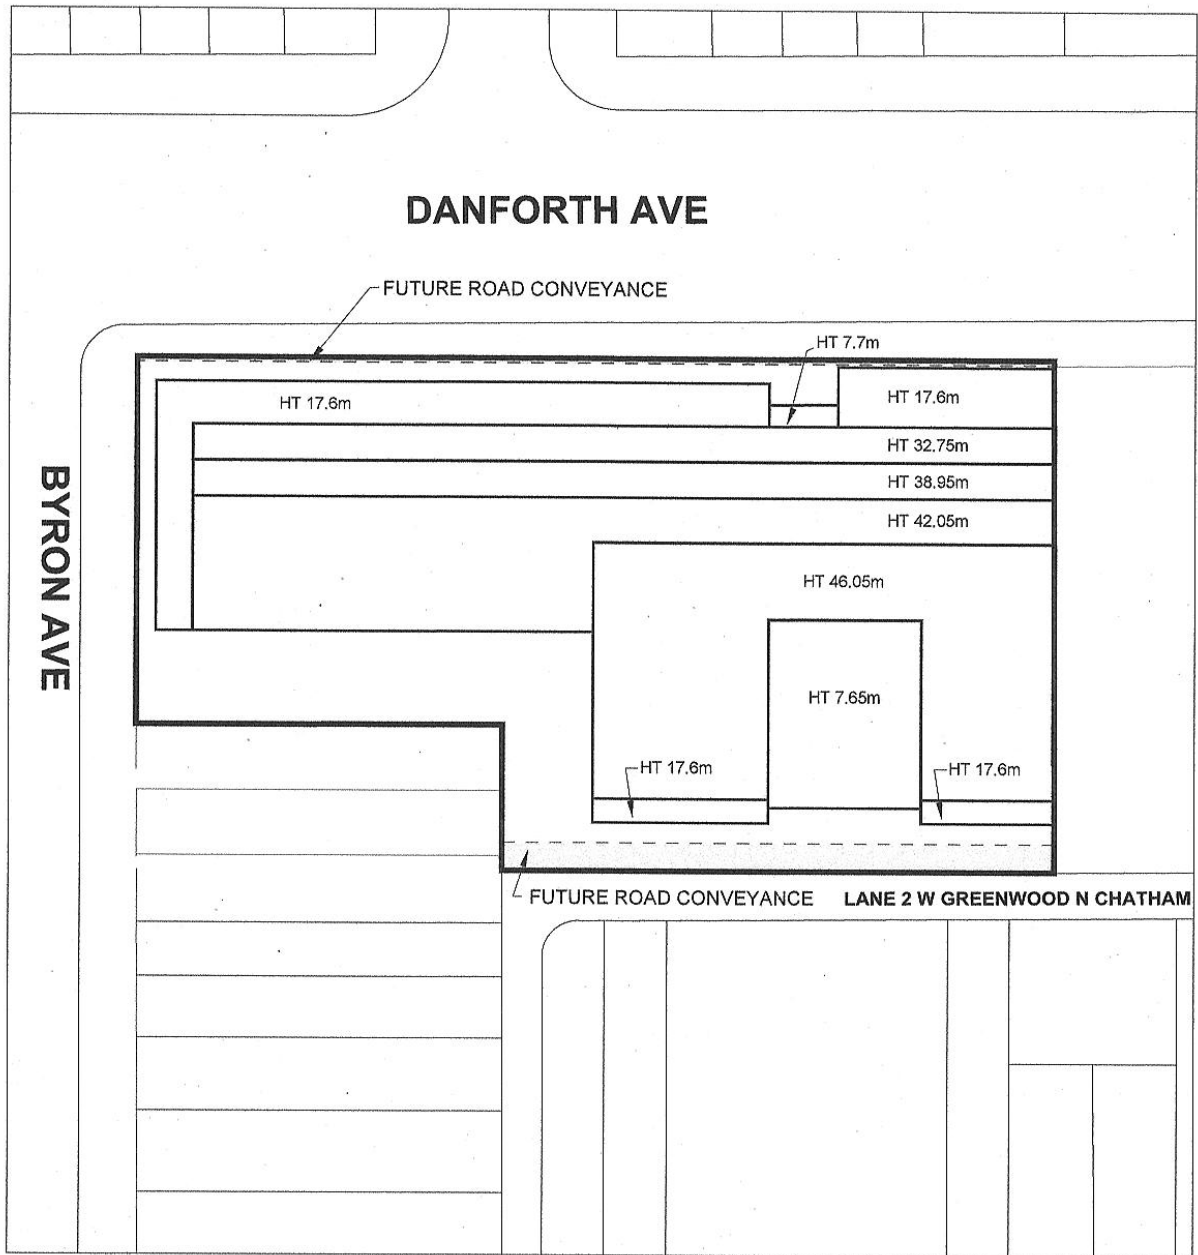 DANFORTH AVE
FUTURE ROAD CONVEYANCE
HT 7.7m
HT 17.6m
HT 17.6m
HT 32.75m
HT 38.95m
HT 42.05m
BYRON AVE
HT 46.05m
HT 7.65m
HT 17.6m
HT 17.6m
FUTURE ROAD CONVEYANCE
LANE 2 W GREENWOOD N CHATHAM